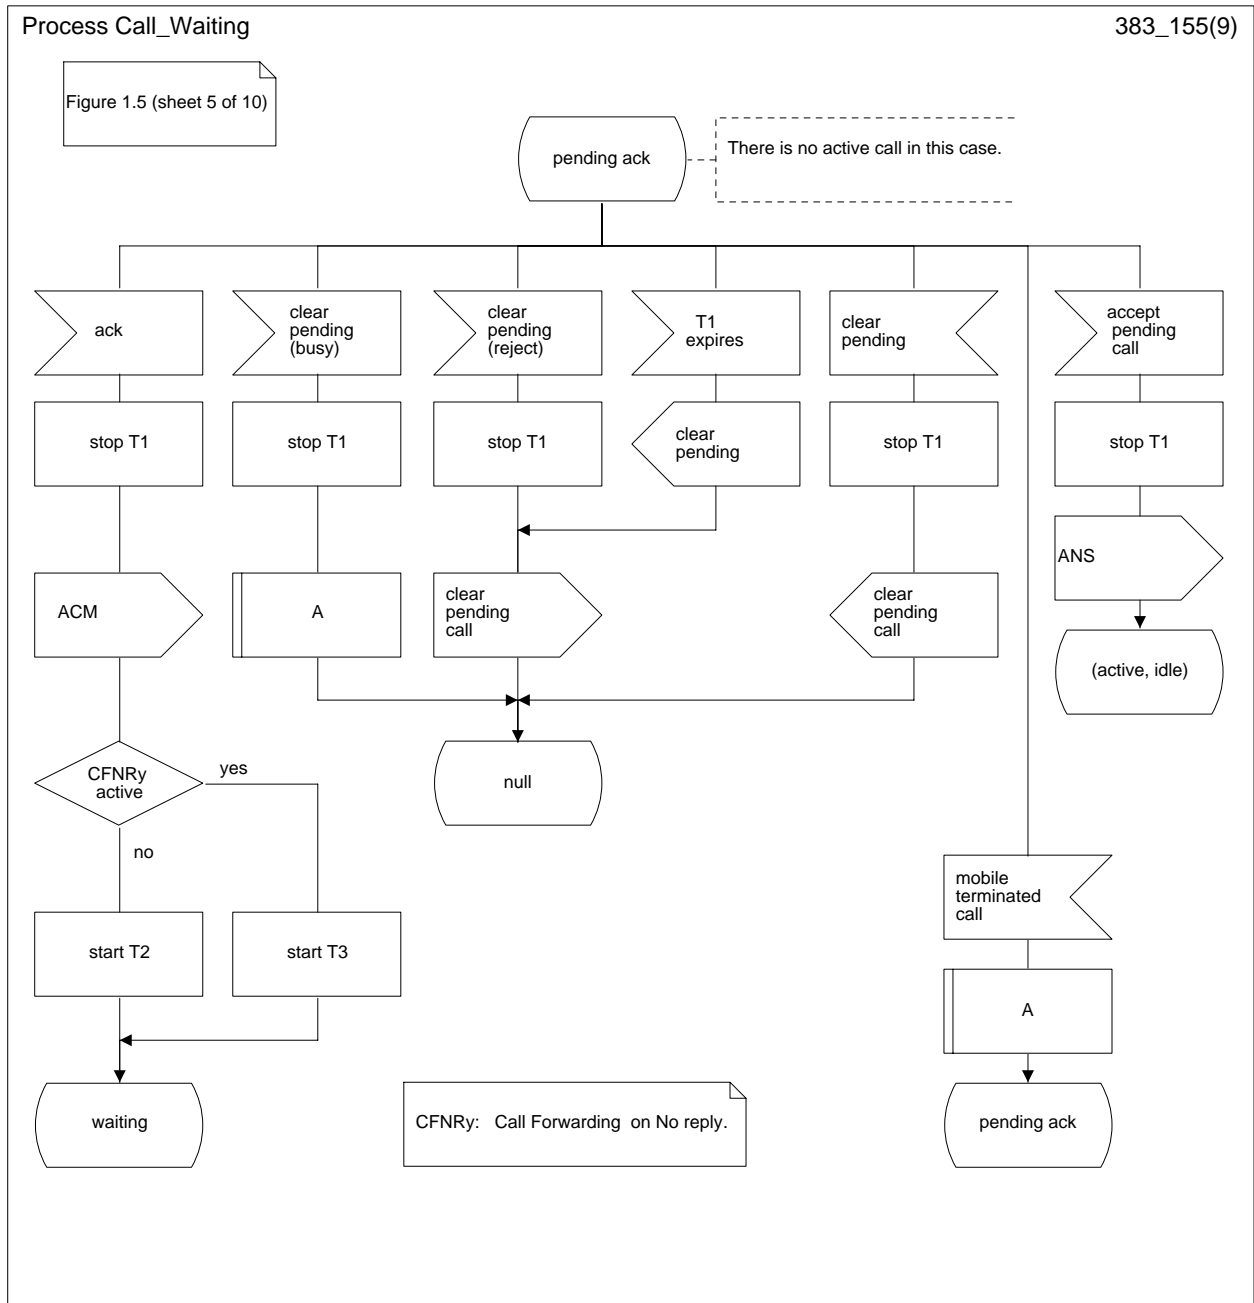 Process Call_Waiting
383_155(9)
Figure 1.5 (sheet 5 of 10)
pending ack
There is no active call in this case.
ack
clear
pending
(busy)
clear
pending
(reject)
T1
expires
clear
pending
accept
pending
call
stop T1
stop T1
stop T1
clear
pending
stop T1
stop T1
ACM
A
clear
pending
call
clear
pending
call
ANS
(active, idle)
CFNRy
active
yes
no
null
mobile
terminated
call
start T2
start T3
A
waiting
CFNRy: Call Forwarding on No reply.
pending ack